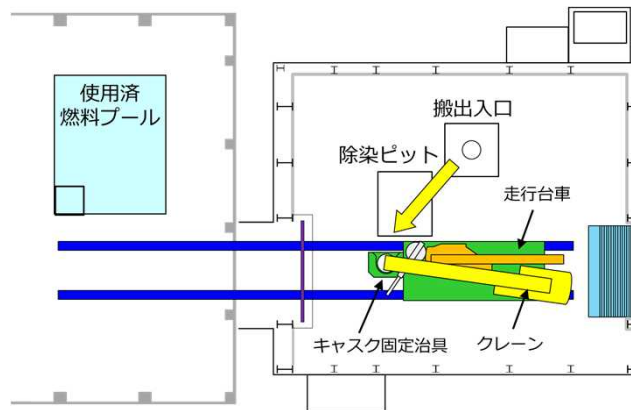 使用済
燃料プール
搬出入口
除染ピット
走行台車
キャスク固定治具
クレーン